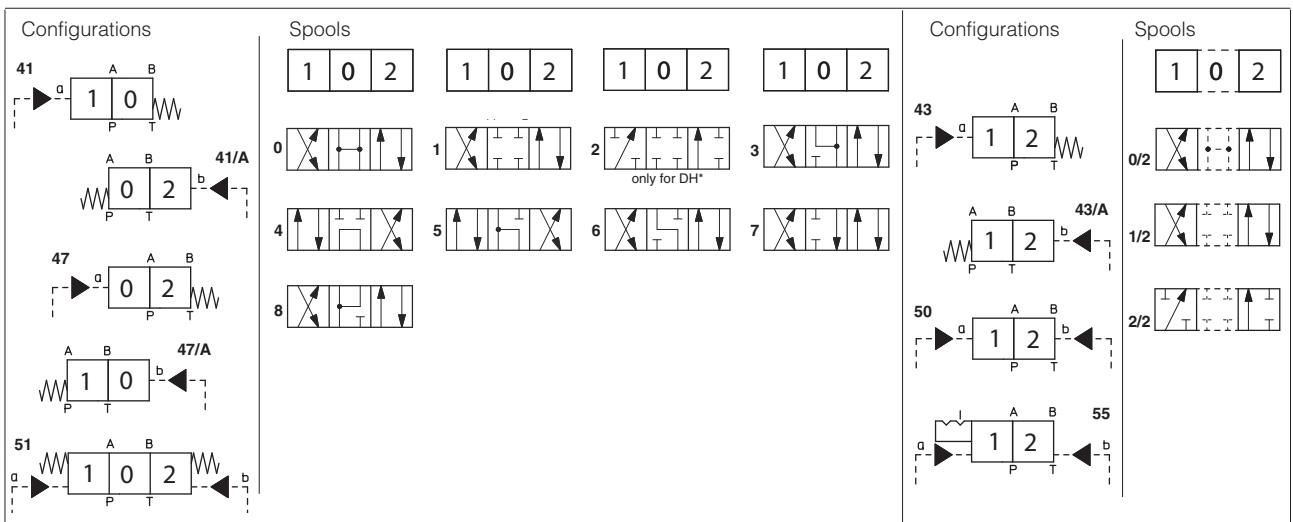 Configurations
Spools
41
A B
a
1 0
P T
A B
41/A
0 2
b
P T
47
A B
a
0 2
P T
47/A
A B
1 0
b
P T
51
A B
a
1 0 2
b
P T
1 0 2
1 0 2
1 0 2
1 0 2
0
1
2
3
only for DH*
4
5
6
7
8
Configurations
Spools
43
A B
a
1 2
P T
43/A
A B
1 2
b
P T
50
A B
a
1 2
b
P T
55
l
A B
a
1 2
b
P T
1 0 2
0/2
1/2
2/2